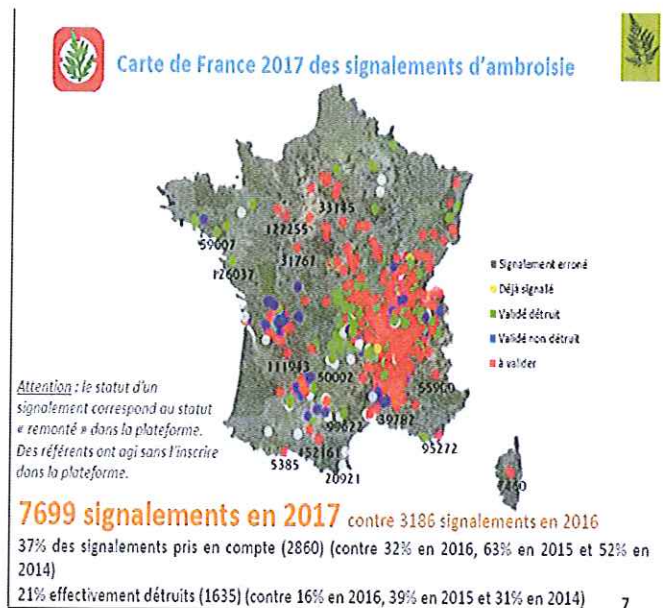 Carte de France 2017 des signalements d'ambroisie
33145
127255
59007
31761
126037
Signalement erroné
Déjà signalé
Validé détruit
Validé non détruit
à valider
111943
50002
55900
Attention : le statut d'un
signalement correspond au statut
« remonté » dans la plateforme.
Des référents ont agi sans l'inscrire
dans la plateforme.
39787
99822
95272
152161
5385
20921
7460
7699 signalements en 2017 contre 3186 signalements en 2016
37% des signalements pris en compte (2860) (contre 32% en 2016, 63% en 2015 et 52% en
2014)
21% effectivement détruits (1635) (contre 16% en 2016, 39% en 2015 et 31% en 2014)
7